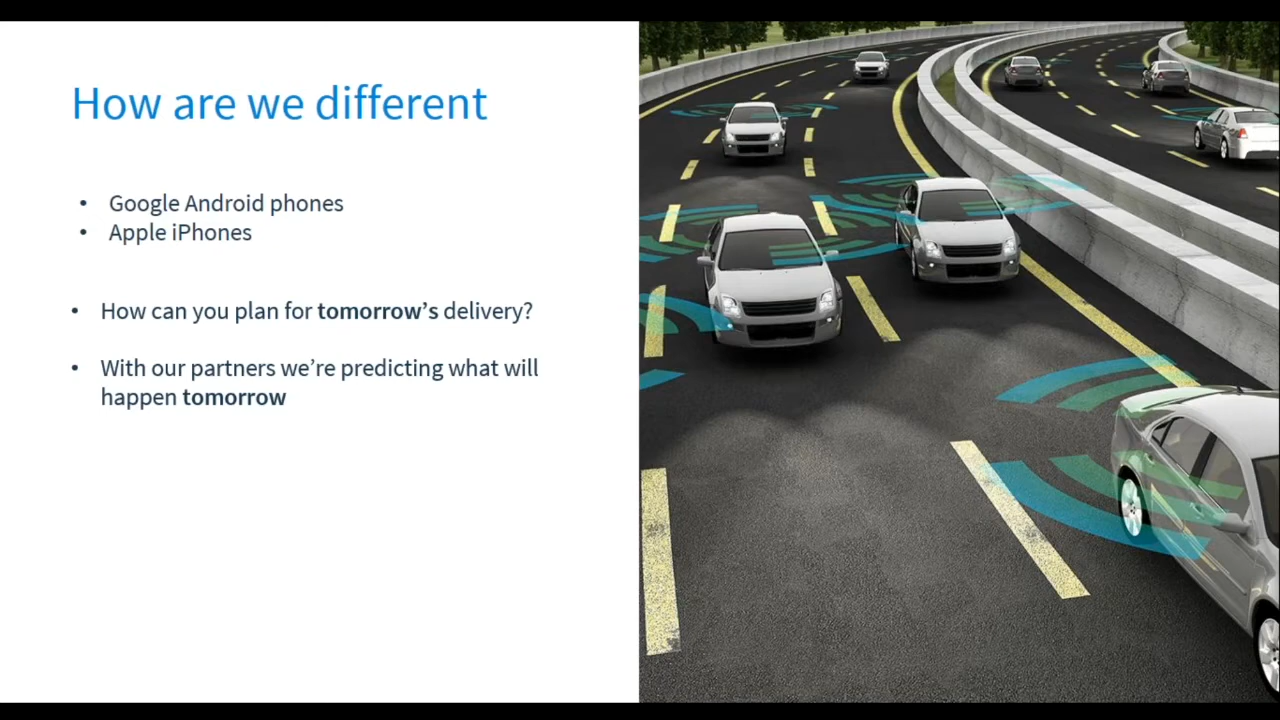 How are we different
• Google Android phones
• Apple iPhones
• How can you plan for tomorrow’s delivery?
• With our partners we’re predicting what will
happen tomorrow